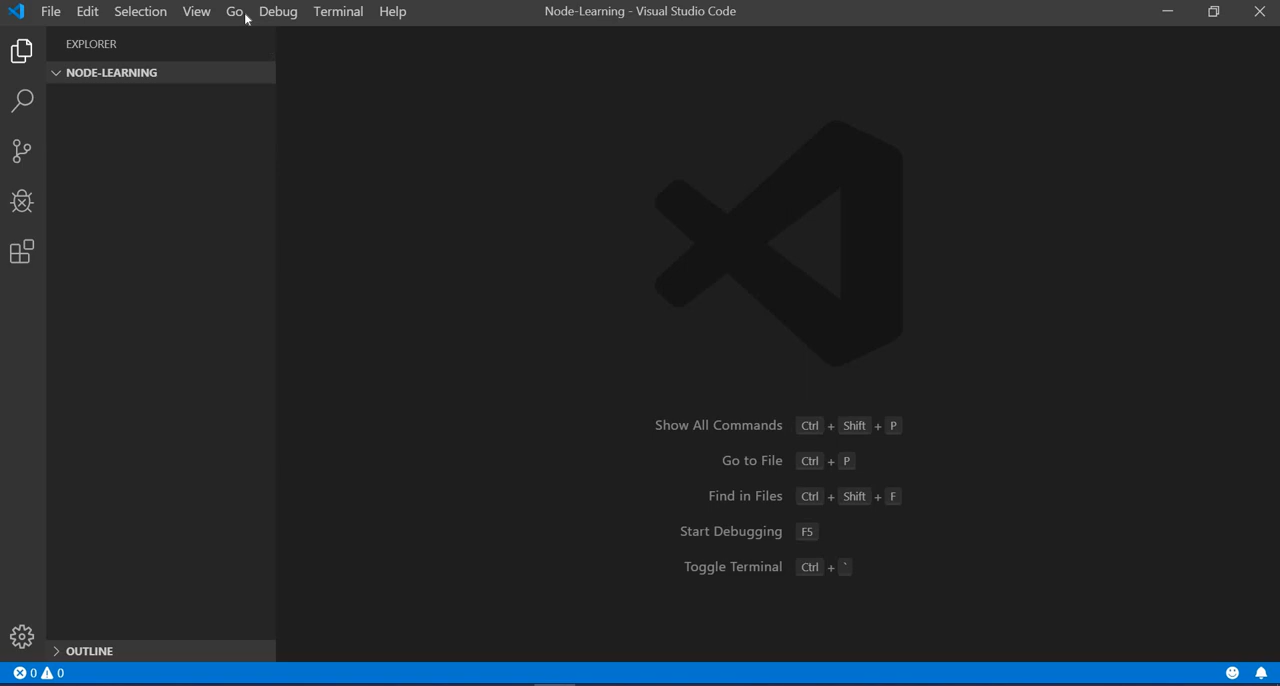 File Edit Selection View Go Debug Terminal Help Node-Learning - Visual Studio Code
EXPLORER
NODE-LEARNING
Show All Commands Ctrl + Shift + P
Go to File Ctrl + P
Find in Files Ctrl + Shift + F
Start Debugging F5
Toggle Terminal Ctrl + `
OUTLINE
0 0